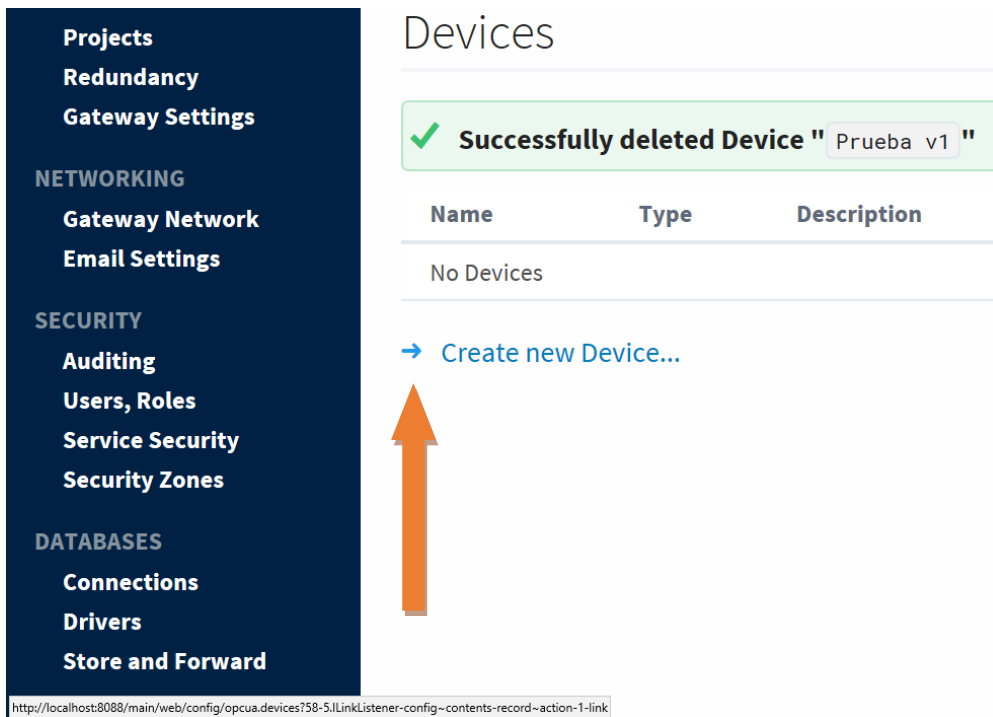 Projects
Redundancy
Gateway Settings
NETWORKING
Gateway Network
Email Settings
SECURITY
Auditing
Users, Roles
Service Security
Security Zones
DATABASES
Connections
Drivers
Store and Forward
Devices
Successfully deleted Device "Prueba v1"
Name Type Description
No Devices
Create new Device...
http://localhost:8088/main/web/config/opcua.devices?58-5.ILinkListener-config~contents-record~action-1-link